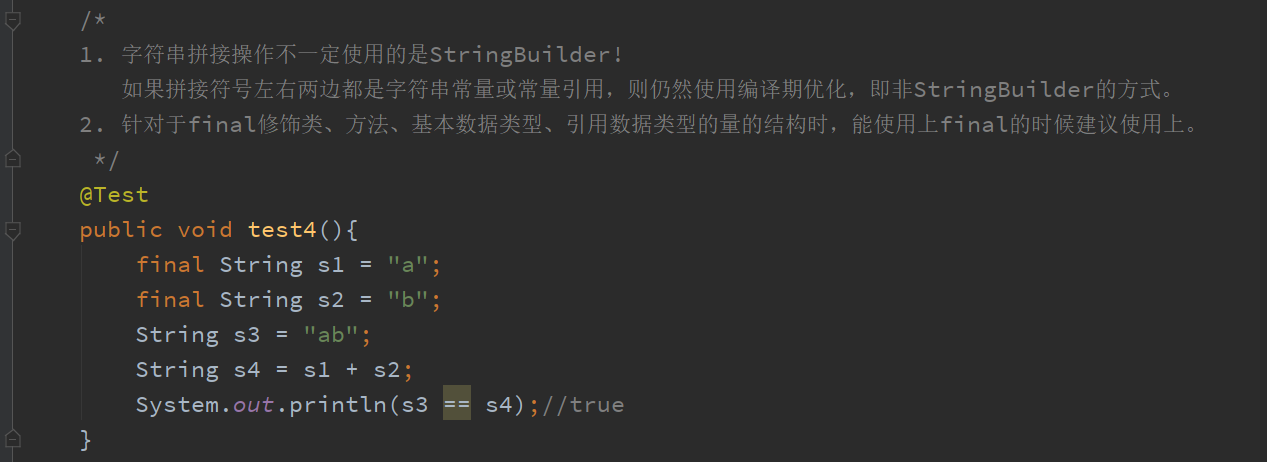 /*
1. 字符串拼接操作不一定使用的是StringBuilder!
如果拼接符号左右两边都是字符串常量或常量引用，则仍然使用编译期优化，即非StringBuilder的方式。
2. 针对于final修饰类、方法、基本数据类型、引用数据类型的量的结构时，能使用上final的时候建议使用上。
*/
@Test
public void test4(){
final String s1 = "a";
final String s2 = "b";
String s3 = "ab";
String s4 = s1 + s2;
System.out.println(s3 == s4);//true
}